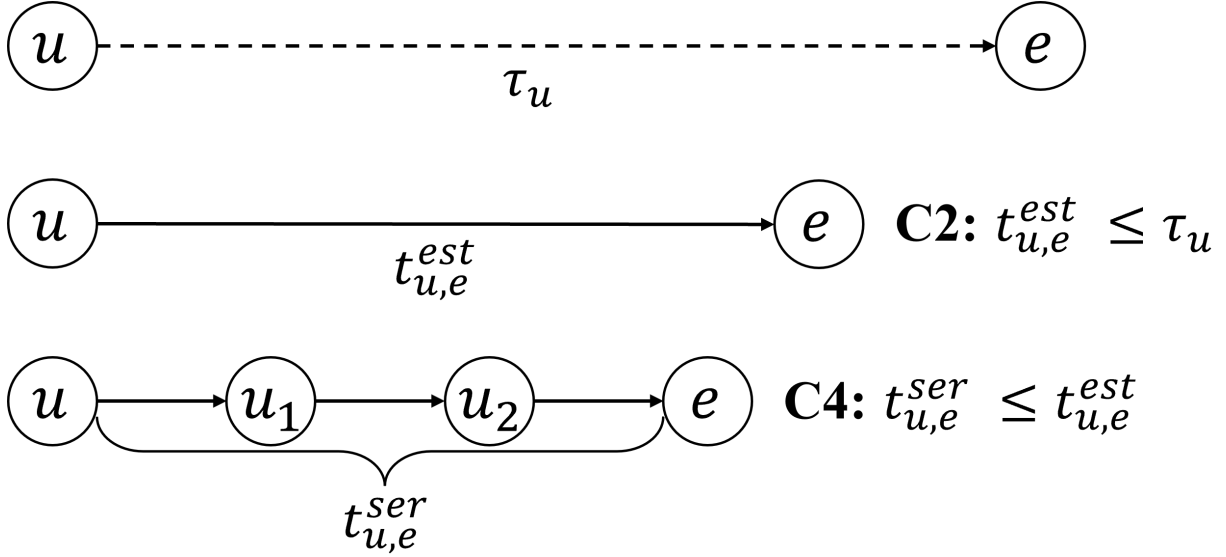 u e
τ_u
u e C2: t_{u,e}^{est} ≤ τ_u
t_{u,e}^{est}
u u_1 u_2 e C4: t_{u,e}^{ser} ≤ t_{u,e}^{est}
t_{u,e}^{ser}